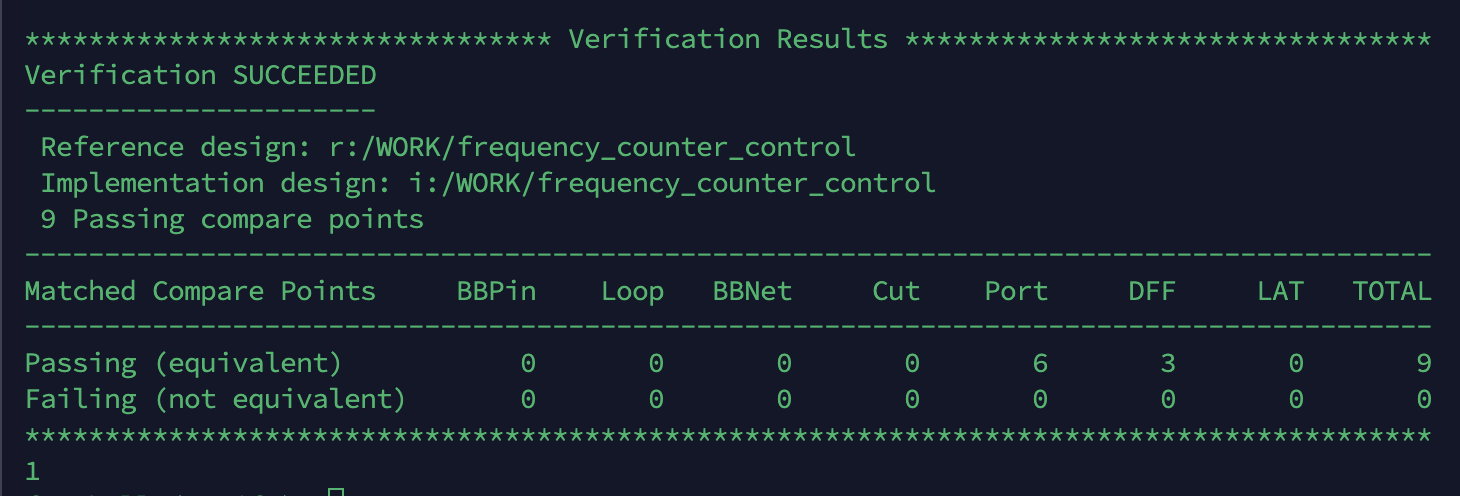 ********************************* Verification Results *********************************
Verification SUCCEEDED
----------------------
 Reference design: r:/WORK/frequency_counter_control
 Implementation design: i:/WORK/frequency_counter_control
 9 Passing compare points
----------------------------------------------------------------------------------------
Matched Compare Points     BBPin    Loop   BBNet     Cut    Port     DFF     LAT   TOTAL
----------------------------------------------------------------------------------------
Passing (equivalent)           0       0       0       0       6       3       0       9
Failing (not equivalent)       0       0       0       0       0       0       0       0
****************************************************************************************
1